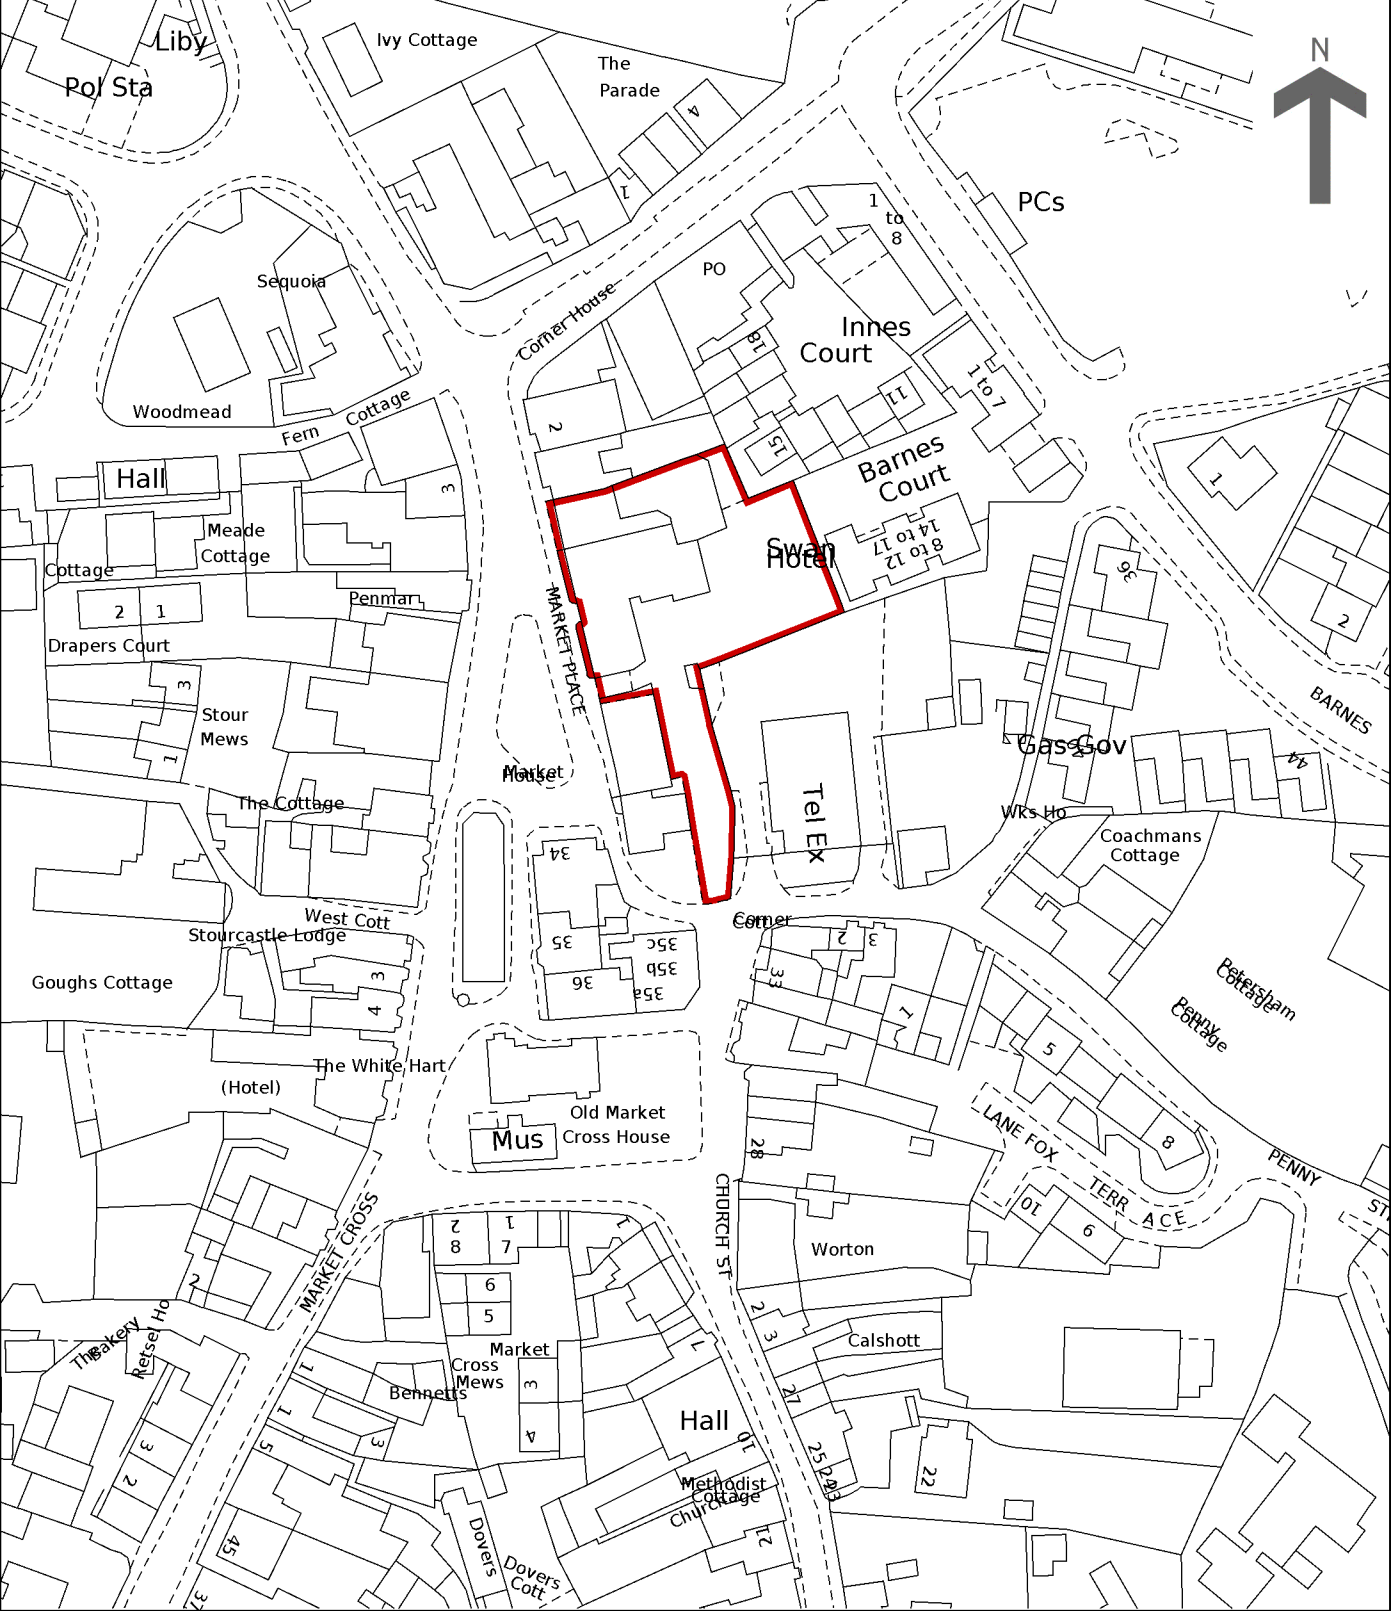 Liby
Pol Sta
Ivy Cottage
The
Parade
4
1
N
PCs
1
to
8
PO
Sequoia
Corner House
Innes
Court
18
1 to 7
11
15
Woodmead
Fern Cottage
2
Barnes
Court
Hall
3
1
Meade
Cottage
Cottage
14 to 17
8 to 12
Swan
Hotel
36
2
Penmar
2
1
MARKET PLACE
Drapers Court
3
Stour
Mews
1
BARNES
Gas Gov
44
Market
House
The Cottage
Tel Ex
Wks Ho
Coachmans
Cottage
34
West Cott
Stourcastle Lodge
Corner
Cott
2
3
35
35c
35b
35a
36
33
3
4
Goughs Cottage
1
Petersham
Cottage
Penny
Cottage
5
The White Hart
(Hotel)
Old Market
Cross House
Mus
28
LANE FOX
TERR ACE
8
PENNY
10
9
CHURCH ST
MARKET CROSS
2
8
1
7
1
6
5
Worton
2
2
3
7
Calshott
The
Bakery
Retsel Ho
Market
Cross
Mews
Bennetts
3
4
1
1
3
5
27
Hall
10
25
24
23
22
3
2
Methodist
Church
Cottage
21
45
37
Dovers
Dovers
Cott